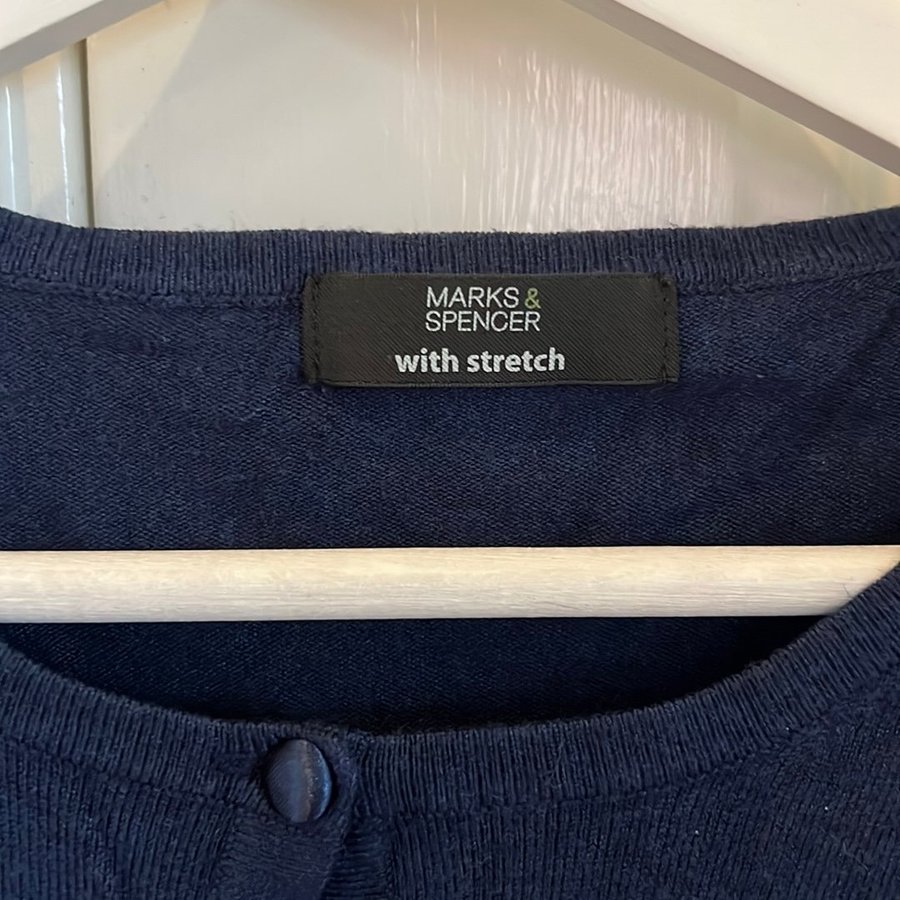 MARKS &
SPENCER
with stretch